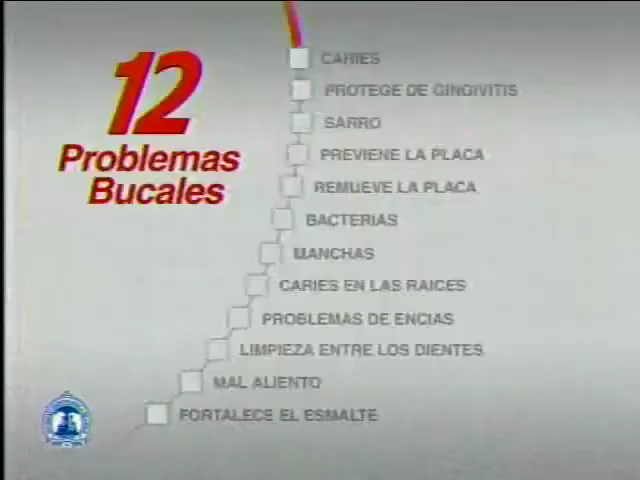 12
Problemas
Bucales
CARIES
PROTEGE DE GINGIVITIS
SARRO
PREVIENE LA PLACA
REMUEVE LA PLACA
BACTERIAS
MANCHAS
CARIES EN LAS RAICES
PROBLEMAS DE ENCIAS
LIMPIEZA ENTRE LOS DIENTES
MAL ALIENTO
FORTALECE EL ESMALTE